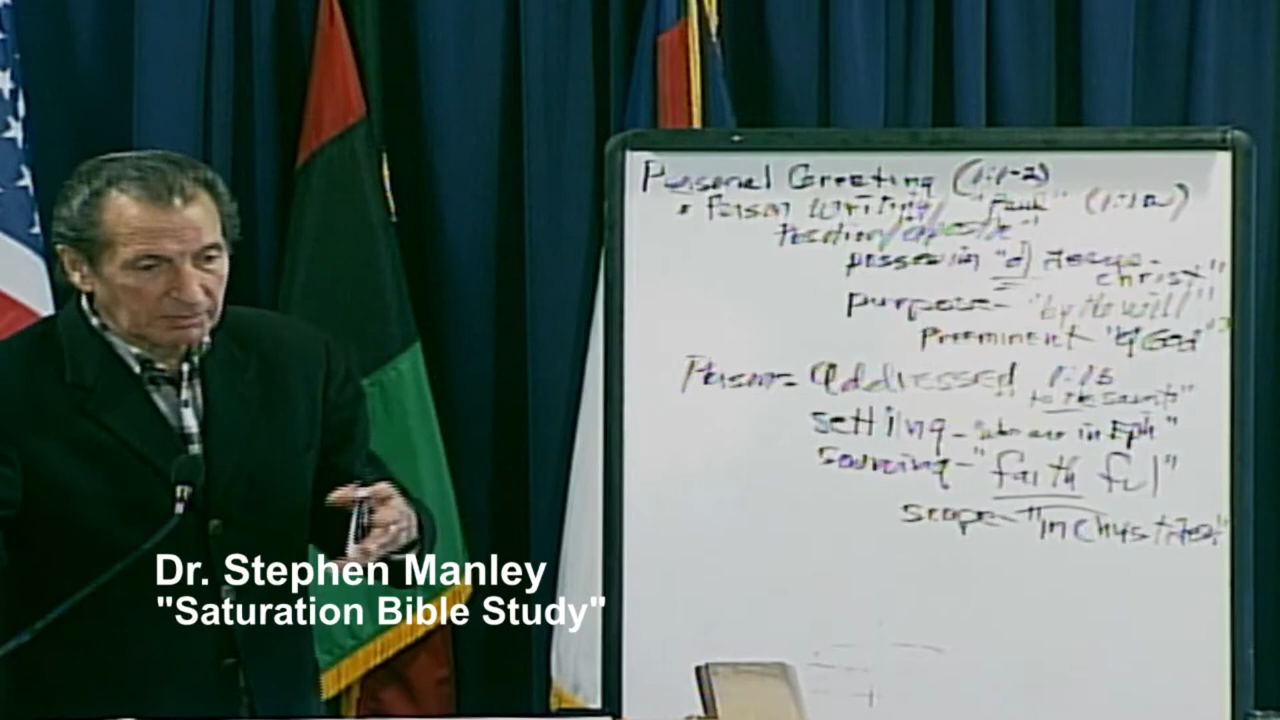 Personal Greeting (1:1-2)
Person Writing "Paul" (1:1a)
Position/apostle"
"of Jesus
Christ"
purpose- "by the will"
Preeminent "of God"
Persons Addressed 1:1b
to the saints"
setting- "who are in Eph"
sourcing- "faithful"
scope- "in Christ Jesus"
Dr. Stephen Manley
"Saturation Bible Study"